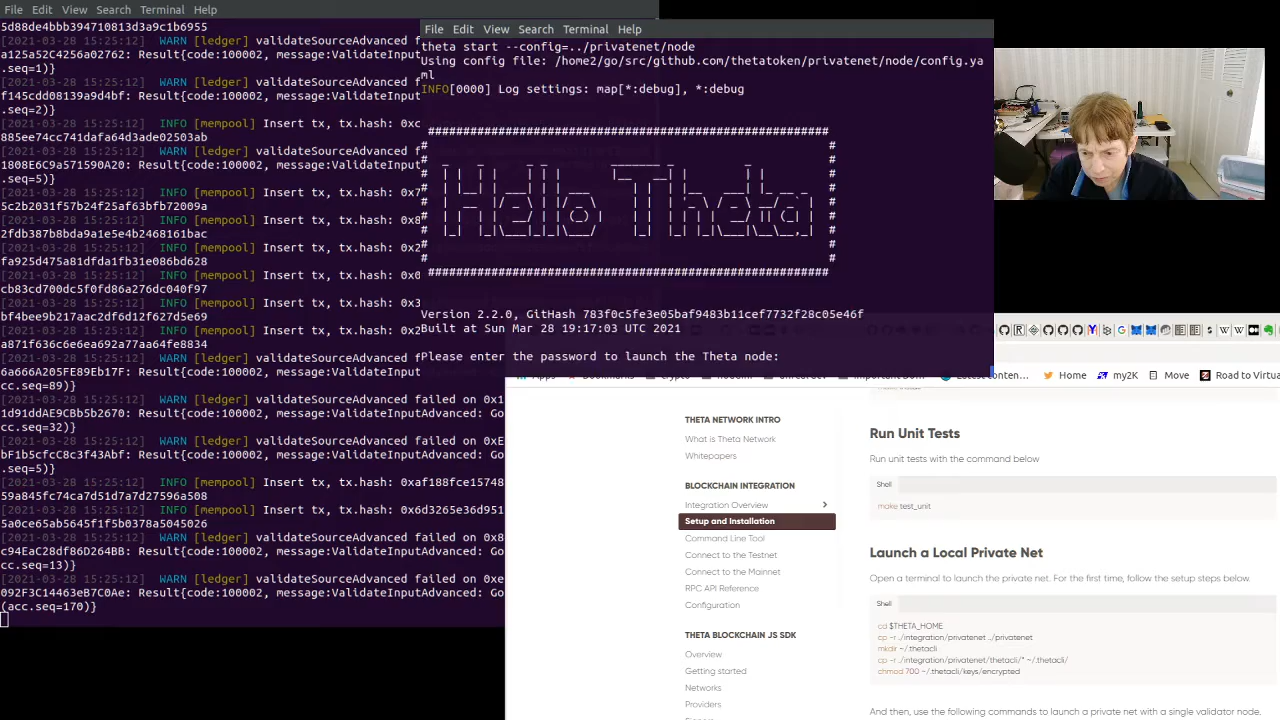 File Edit View Search Terminal Help
5d88de4bbb394710813d3a9c1b6955
[2021-03-28 15:25:12] WARN [ledger] validateSourceAdvanced f
a125a52C4256a02762: Result{code:100002, message:ValidateInput
.seq=1)}
[2021-03-28 15:25:12] WARN [ledger] validateSourceAdvanced f
f145cdd08139a9d4bf: Result{code:100002, message:ValidateInput
.seq=2)}
[2021-03-28 15:25:12] INFO [mempool] Insert tx, tx.hash: 0xc
885ee74cc741dafa64d3ade02503ab
[2021-03-28 15:25:12] WARN [ledger] validateSourceAdvanced f
1808E6C9a571590A20: Result{code:100002, message:ValidateInput
.seq=5)}
[2021-03-28 15:25:12] INFO [mempool] Insert tx, tx.hash: 0x7
5c2b2031f57b24f25af63bfb72009a
[2021-03-28 15:25:12] INFO [mempool] Insert tx, tx.hash: 0x8
2fdb387b8bda9a1e5e4b2468161bac
[2021-03-28 15:25:12] INFO [mempool] Insert tx, tx.hash: 0x2
fa925d475a81dfda1fb31e086bd628
[2021-03-28 15:25:12] INFO [mempool] Insert tx, tx.hash: 0x0
cb83cd700dc5f0fd86a276dc040f97
[2021-03-28 15:25:12] INFO [mempool] Insert tx, tx.hash: 0x3
bf4bee9b217aac2df6d12f627d5e69
[2021-03-28 15:25:12] INFO [mempool] Insert tx, tx.hash: 0x2
a871f636c6dfcea692a77aa64fe8834
[2021-03-28 15:25:12] WARN [ledger] validateSourceAdvanced f
6a666A205FE89Eb17F: Result{code:100002, message:ValidateInput
cc.seq=89)}
[2021-03-28 15:25:12] WARN [ledger] validateSourceAdvanced failed on 0x1
1d91ddAE9CBb5b2670: Result{code:100002, message:ValidateInputAdvanced: Go
cc.seq=32)}
[2021-03-28 15:25:12] WARN [ledger] validateSourceAdvanced failed on 0xE
bf1b5cfcC8c3f43Abf: Result{code:100002, message:ValidateInputAdvanced: Go
.seq=5)}
[2021-03-28 15:25:12] INFO [mempool] Insert tx, tx.hash: 0xaf188fce15748
59a845fc74ca7d51d7a7d2759cb208
[2021-03-28 15:25:12] INFO [mempool] Insert tx, tx.hash: 0x6d3265e36d951
5a0ce65ab5645f1f5b0378a5043026
[2021-03-28 15:25:12] WARN [ledger] validateSourceAdvanced failed on 0x8
: Result{code:100002, message:ValidateInputAdvanced: Go
cc.seq=13)}
[2021-03-28 15:25:12] WARN [ledger] validateSourceAdvanced failed on 0xe
: Result{code:100002, message:ValidateInputAdvanced: Go
(acc.seq=170)}
File Edit View Search Terminal Help
theta start --config=../privatenet/node
Using config file: /home2/go/src/github.com/thetatoken/privatenet/node/config.ya
ml
INFO[0000] Log settings: map[*:debug], *:debug
Hello Theta
Version 2.2.0, GitHash 783f0c5fe3e05baf9483b11cef7732f28c05e46f
Built at Sun Mar 28 19:17:03 UTC 2021
Please enter the password to launch the Theta node:
Home my2K Move Road to Virtua
THETA NETWORK INTRO
What is Theta Network
Whitepapers
BLOCKCHAIN INTEGRATION
Integration Overview
Setup and Installation
Command Line Tool
Connect to the Testnet
Connect to the Mainnet
RPC API Reference
Configuration
THETA BLOCKCHAIN JS SDK
Overview
Getting started
Networks
Providers
Run Unit Tests
Run unit tests with the command below
Shell
make test_unit
Launch a Local Private Net
Open a terminal to launch the private net. For the first time, follow the setup steps below.
Shell
cd $THETA_HOME
cp -r ./integration/privatenet ../privatenet
mkdir ~/.thetacli
cp -r ./integration/privatenet/thetacli/* ~/.thetacli/
chmod 700 ~/.thetacli/keys/encrypted
And then, use the following commands to launch a private net with a single validator node.